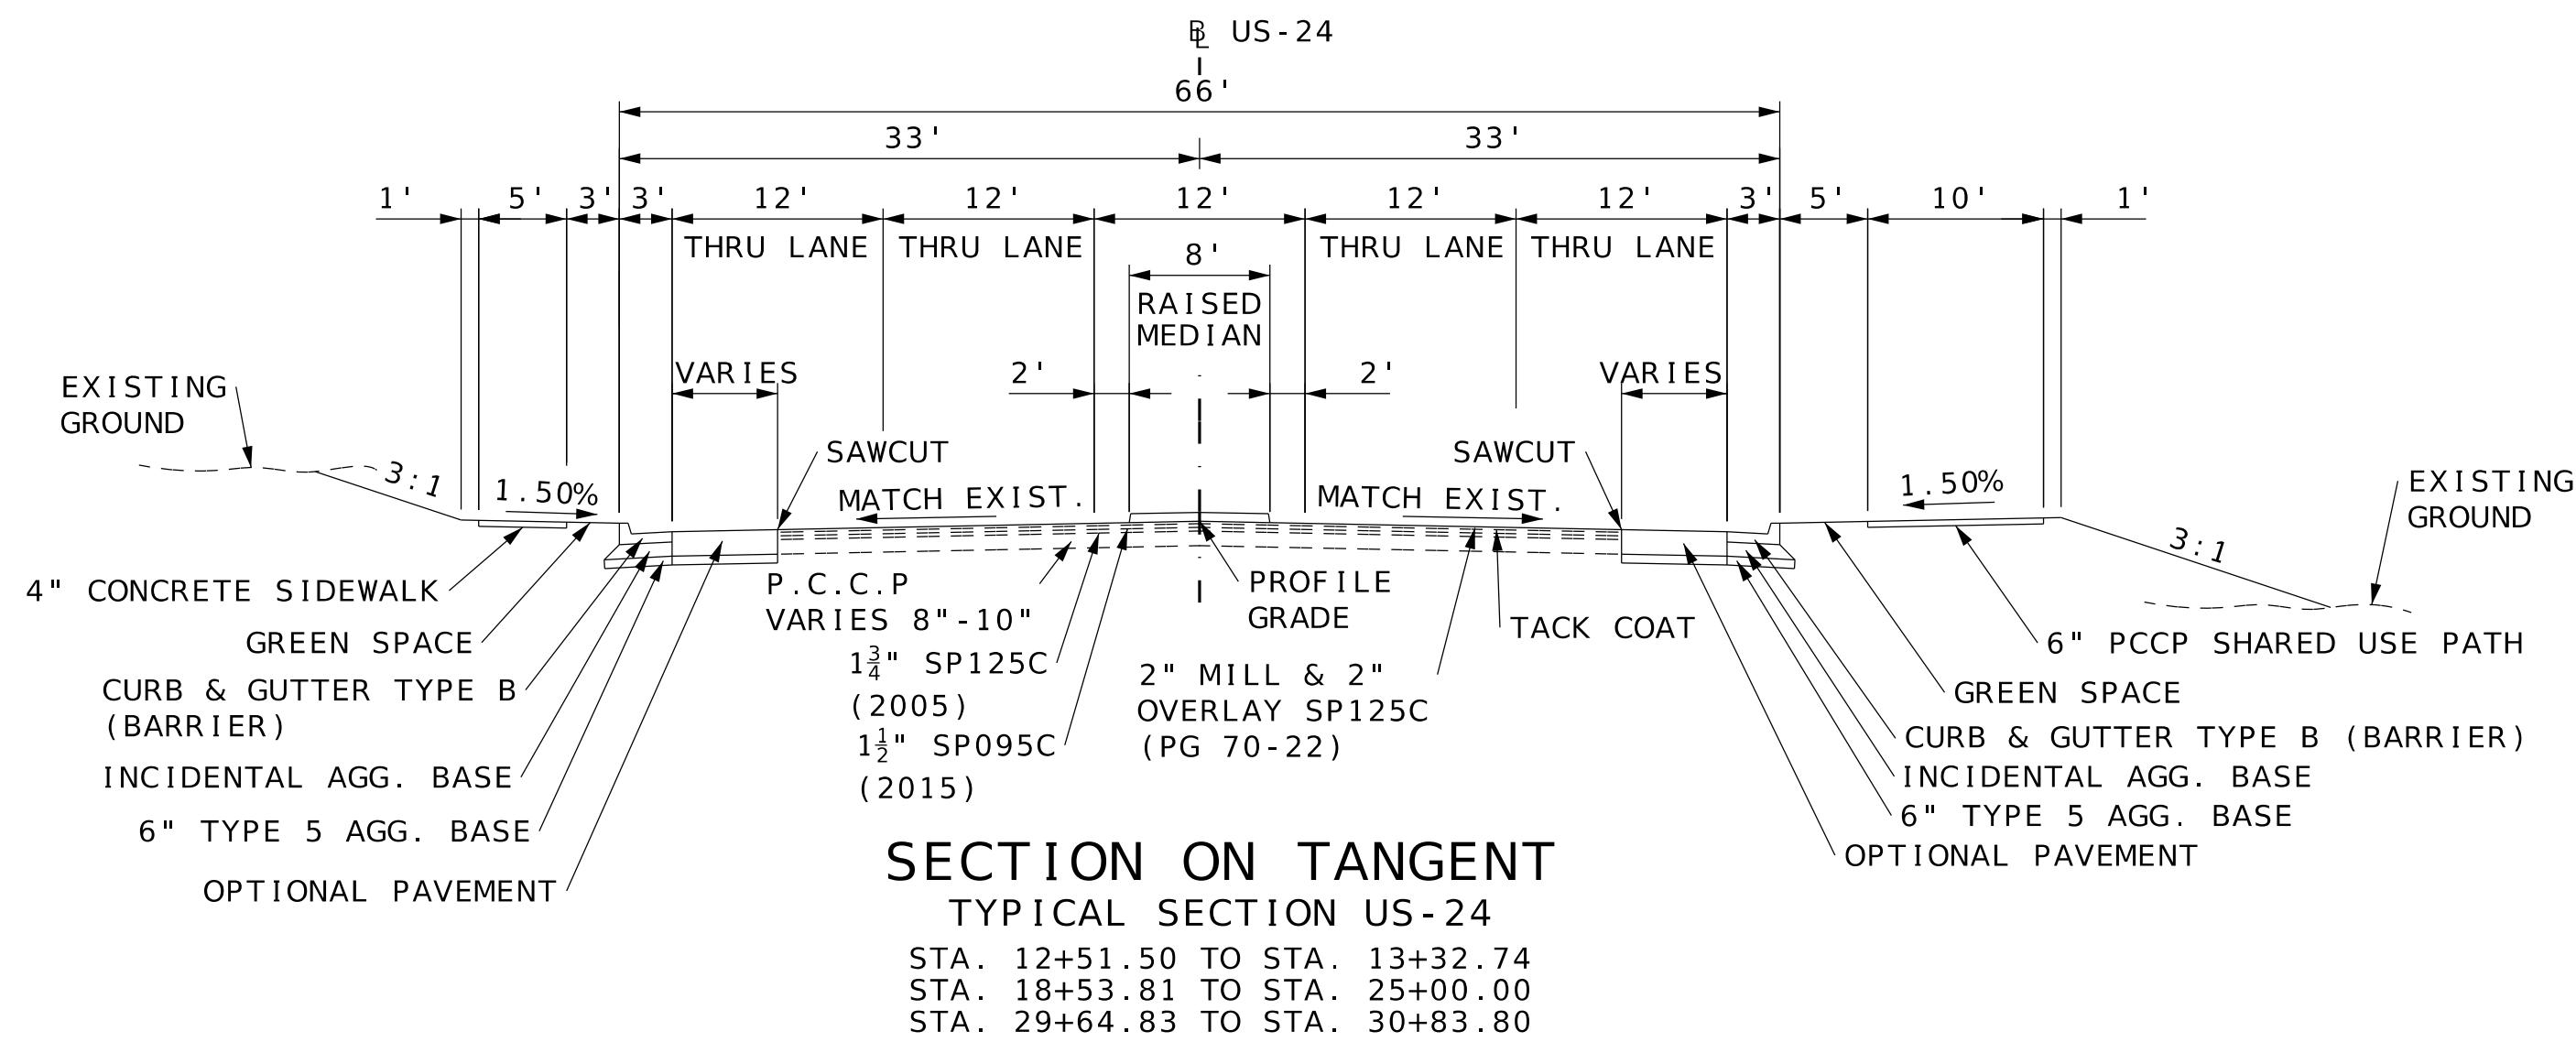 ℄ US-24
66'
33' 33'
1' 5' 3' 3' 12' 12' 12' 12' 12' 3' 5' 10' 1'
THRU LANE THRU LANE THRU LANE THRU LANE
8'
RAISED
MEDIAN
VARIES 2' 2' VARIES
EXISTING
GROUND
SAWCUT SAWCUT
3:1 1.50% MATCH EXIST. MATCH EXIST. 1.50%
EXISTING
GROUND
3:1
4" CONCRETE SIDEWALK
GREEN SPACE
CURB & GUTTER TYPE B
(BARRIER)
INCIDENTAL AGG. BASE
6" TYPE 5 AGG. BASE
OPTIONAL PAVEMENT
P.C.C.P
VARIES 8"-10"
1 3/4" SP125C
(2005)
1 1/2" SP095C
(2015)
PROFILE
GRADE
2" MILL & 2"
OVERLAY SP125C
(PG 70-22)
TACK COAT
6" PCCP SHARED USE PATH
GREEN SPACE
CURB & GUTTER TYPE B (BARRIER)
INCIDENTAL AGG. BASE
6" TYPE 5 AGG. BASE
OPTIONAL PAVEMENT
SECTION ON TANGENT
TYPICAL SECTION US-24
STA. 12+51.50 TO STA. 13+32.74
STA. 18+53.81 TO STA. 25+00.00
STA. 29+64.83 TO STA. 30+83.80